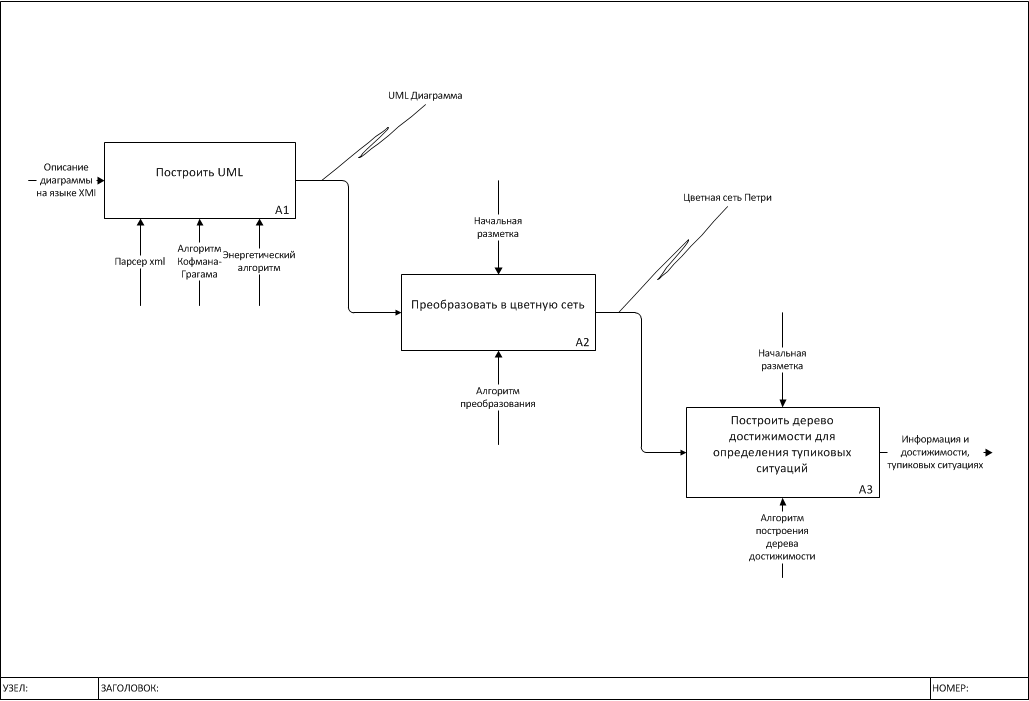 UML Диаграмма
Описание
диаграммы
на языке XMI
Построить UML
A1
Парсер xml
Алгоритм
Кофмана-
Грагама
Энергетический
алгоритм
Цветная сеть Петри
Начальная
разметка
Преобразовать в цветную сеть
A2
Алгоритм
преобразования
Начальная
разметка
Построить дерево
достижимости для
определения тупиковых
ситуаций
A3
Информация и
достижимости,
тупиковых ситуациях
Алгоритм
построения
дерева
достижимости
УЗЕЛ:
ЗАГОЛОВОК:
НОМЕР: